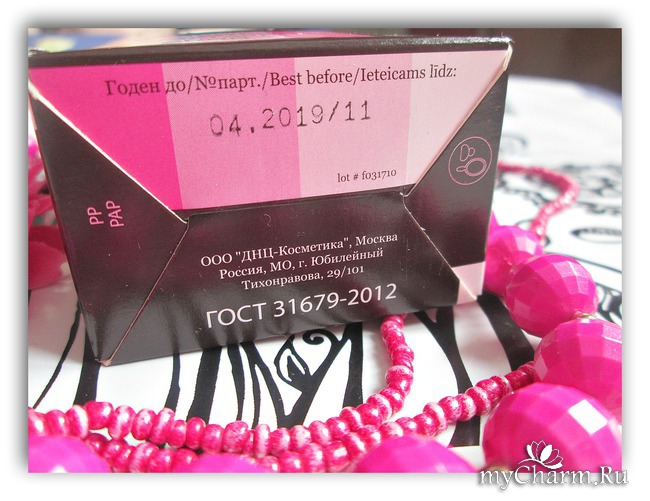 Годен до/№парт./Best before/Ieteicams līdz:
04.2019/11
lot # f031710
PP
PAP
ООО "ДНЦ-Косметика", Москва
Россия, МО, г. Юбилейный
Тихонравова, 29/101
ГОСТ 31679-2012
myCharm.Ru